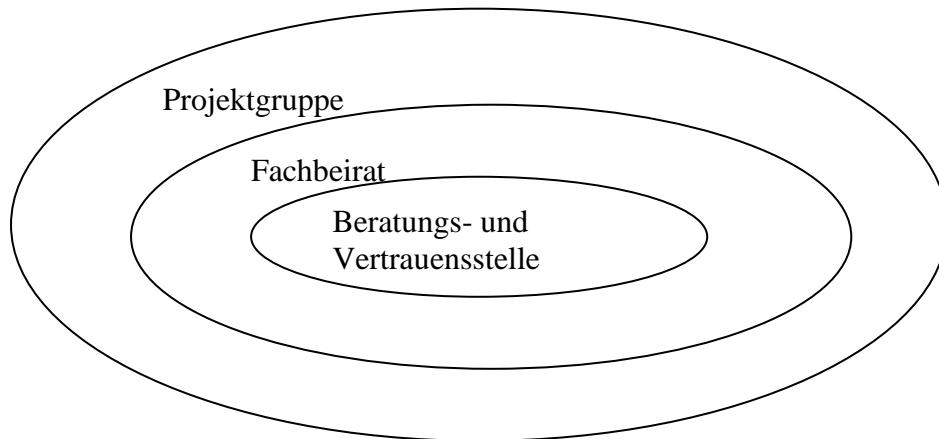 Projektgruppe
Fachbeirat
Beratungs- und
Vertrauensstelle